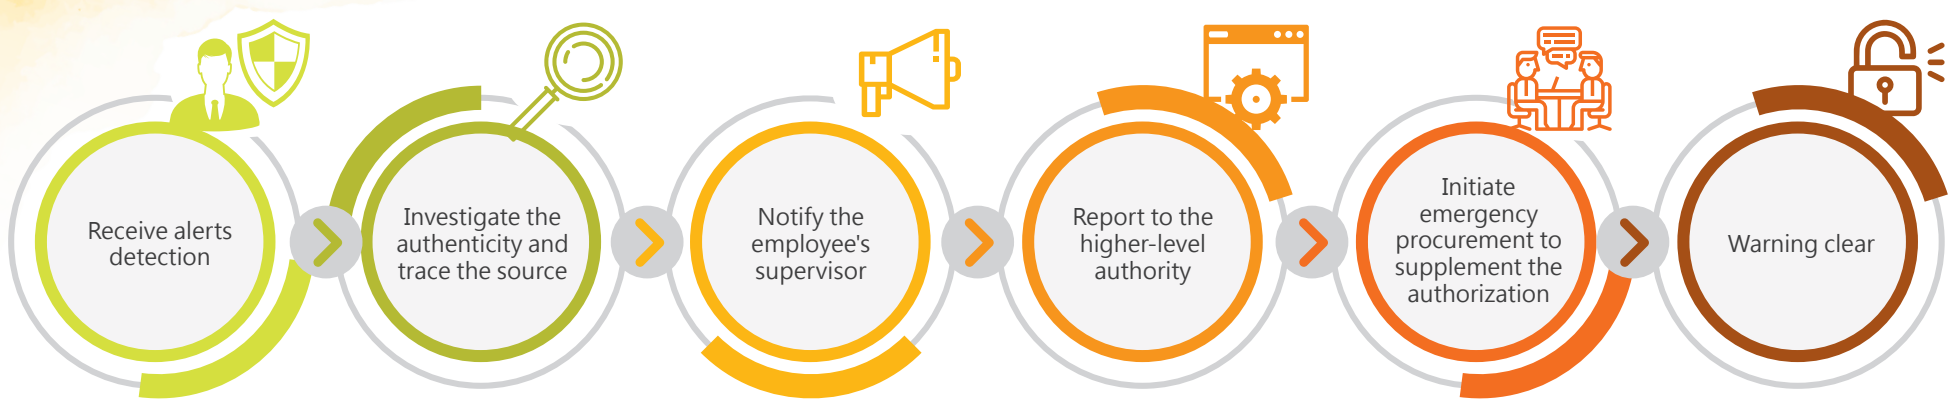 Receive alerts
detection
Investigate the
authenticity and
trace the source
Notify the
employee's
supervisor
Report to the
higher-level
authority
Initiate
emergency
procurement to
supplement the
authorization
Warning clear